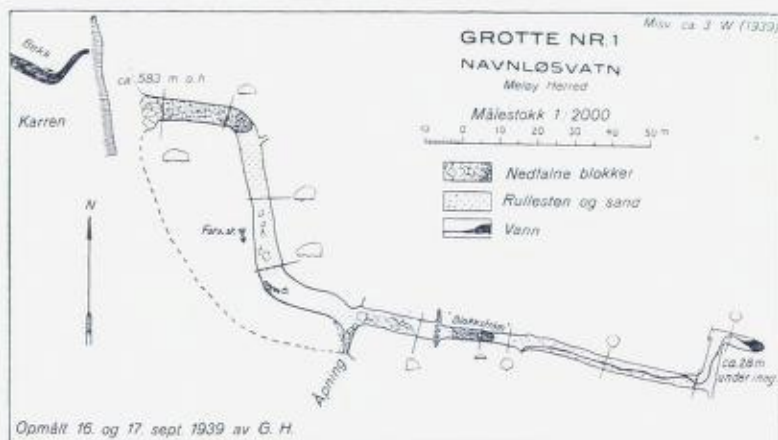 Misv. ca. 3 W (1939)
GROTTE NR.1
NAVNLØSVATN
Meløy Herred
Målestokk 1 : 2000
10 0 10 20 30 50 m
Nedfalne blokker
Rullesten og sand
Vann
Bekk
ca. 583 m o.h
Karren
N
Åpning
"Blokkstrøm"
ca. 28 m
under inng
Opmålt 16. og 17. sept 1939 av G. H.